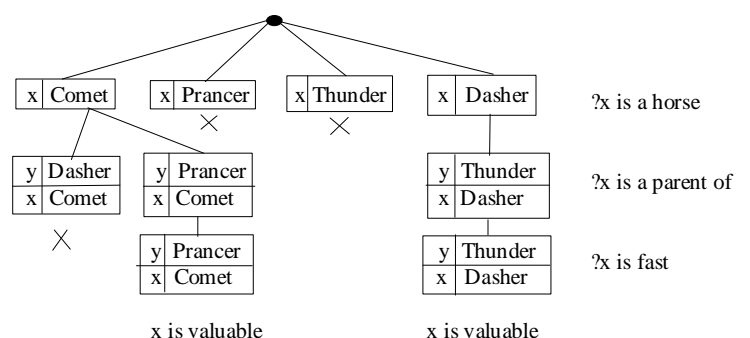 x Comet x Prancer x Thunder x Dasher ?x is a horse
y Dasher y Prancer y Thunder ?x is a parent of
x Comet x Comet x Dasher
y Prancer y Thunder ?x is fast
x Comet x Dasher
x is valuable x is valuable